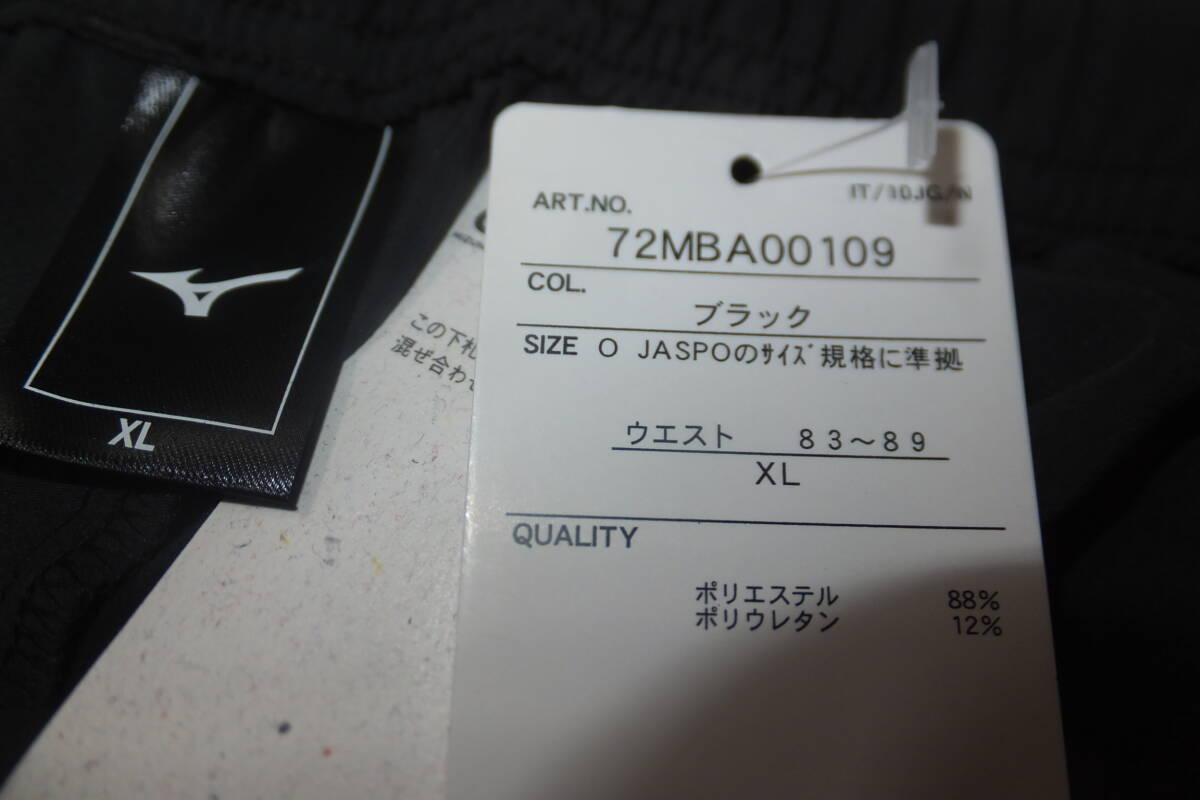 XL
この下札
混ぜ合わせ
ART.NO.
72MBA00109
COL.
ブラック
SIZE O JASPOのｻｲｽﾞ規格に準拠
ウエスト 83～89
XL
QUALITY
ポリエステル 88%
ポリウレタン 12%